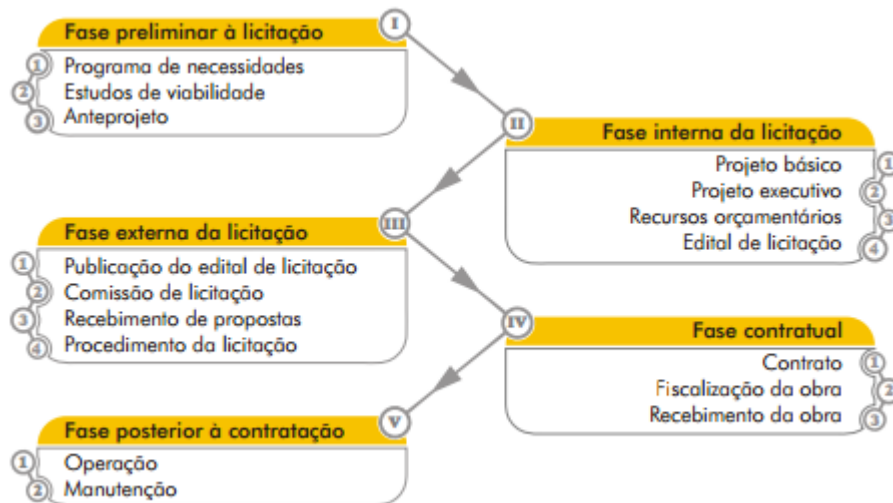 I
Fase preliminar à licitação
1 Programa de necessidades
2 Estudos de viabilidade
3 Anteprojeto
II
Fase interna da licitação
Projeto básico 1
Projeto executivo 2
Recursos orçamentários 3
Edital de licitação 4
III
Fase externa da licitação
1 Publicação do edital de licitação
2 Comissão de licitação
3 Recebimento de propostas
4 Procedimento da licitação
IV
Fase contratual
Contrato 1
Fiscalização da obra 2
Recebimento da obra 3
V
Fase posterior à contratação
1 Operação
2 Manutenção